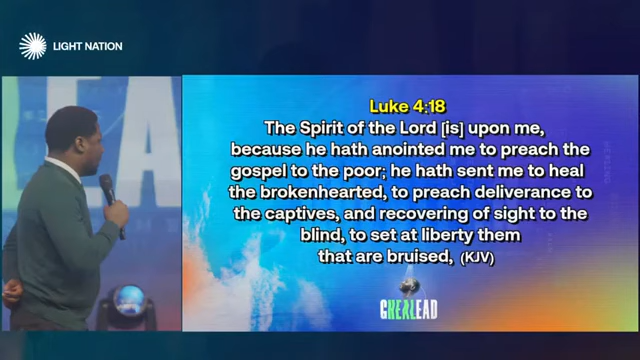 LIGHT NATION
EA
Luke 4:18
The Spirit of the Lord [is] upon me,
because he hath anointed me to preach the
gospel to the poor; he hath sent me to heal
the brokenhearted, to preach deliverance to
the captives, and recovering of sight to the
blind, to set at liberty them
that are bruised, (KJV)